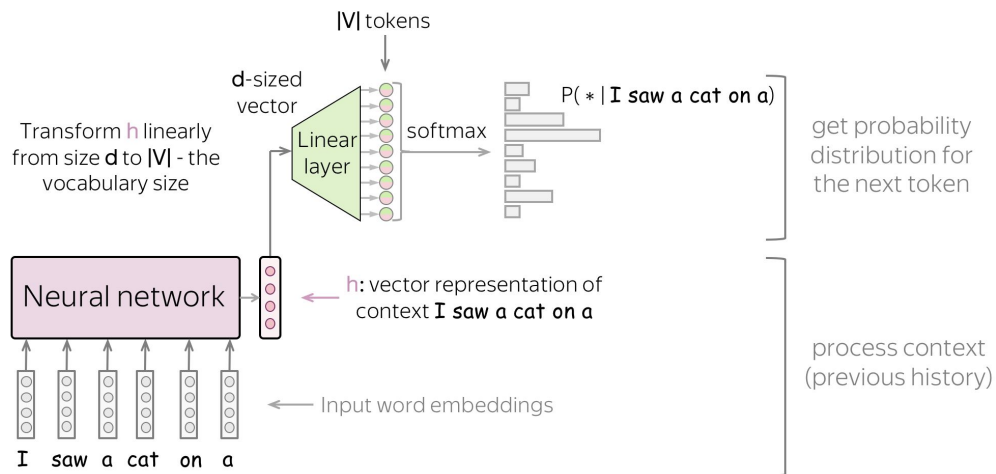 |V| tokens
d-sized
vector
P( * | I saw a cat on a)
Transform h linearly
from size d to |V| - the
vocabulary size
Linear
layer
softmax
get probability
distribution for
the next token
Neural network
h: vector representation of
context I saw a cat on a
process context
(previous history)
Input word embeddings
I saw a cat on a